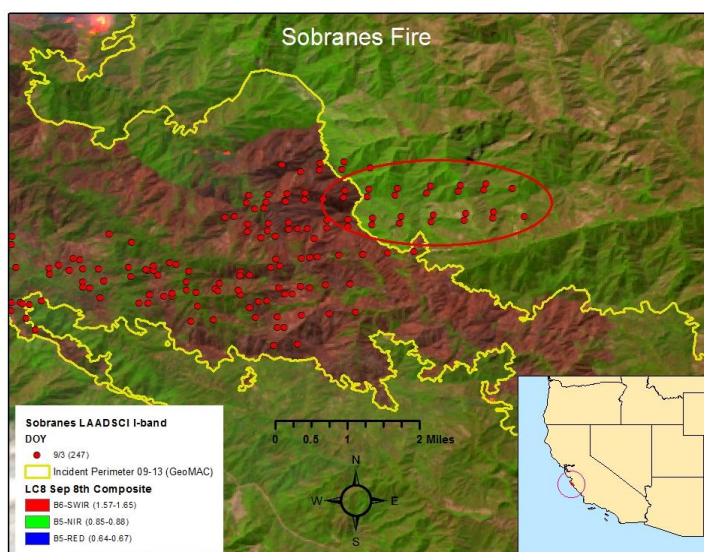 Sobranes Fire
Sobranes LAADSCI I-band
DOY
9/3 (247)
Incident Perimeter 09-13 (GeoMAC)
LC8 Sep 8th Composite
B6-SWIR (1.57-1.65)
B5-NIR (0.85-0.88)
B5-RED (0.64-0.67)
0 0.5 1 2 Miles
N
W E
S